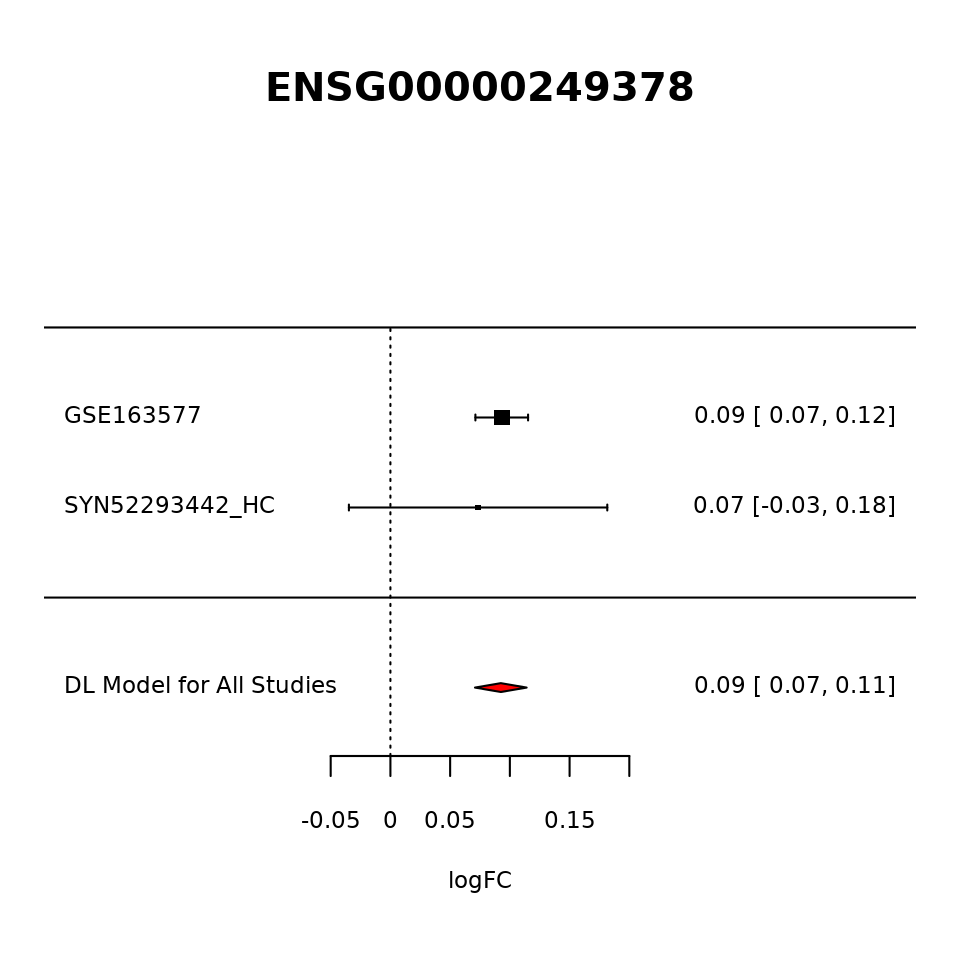 ENSG00000249378
GSE163577 0.09 [ 0.07, 0.12]
SYN52293442_HC 0.07 [-0.03, 0.18]
DL Model for All Studies 0.09 [ 0.07, 0.11]
-0.05 0 0.05 0.15
logFC